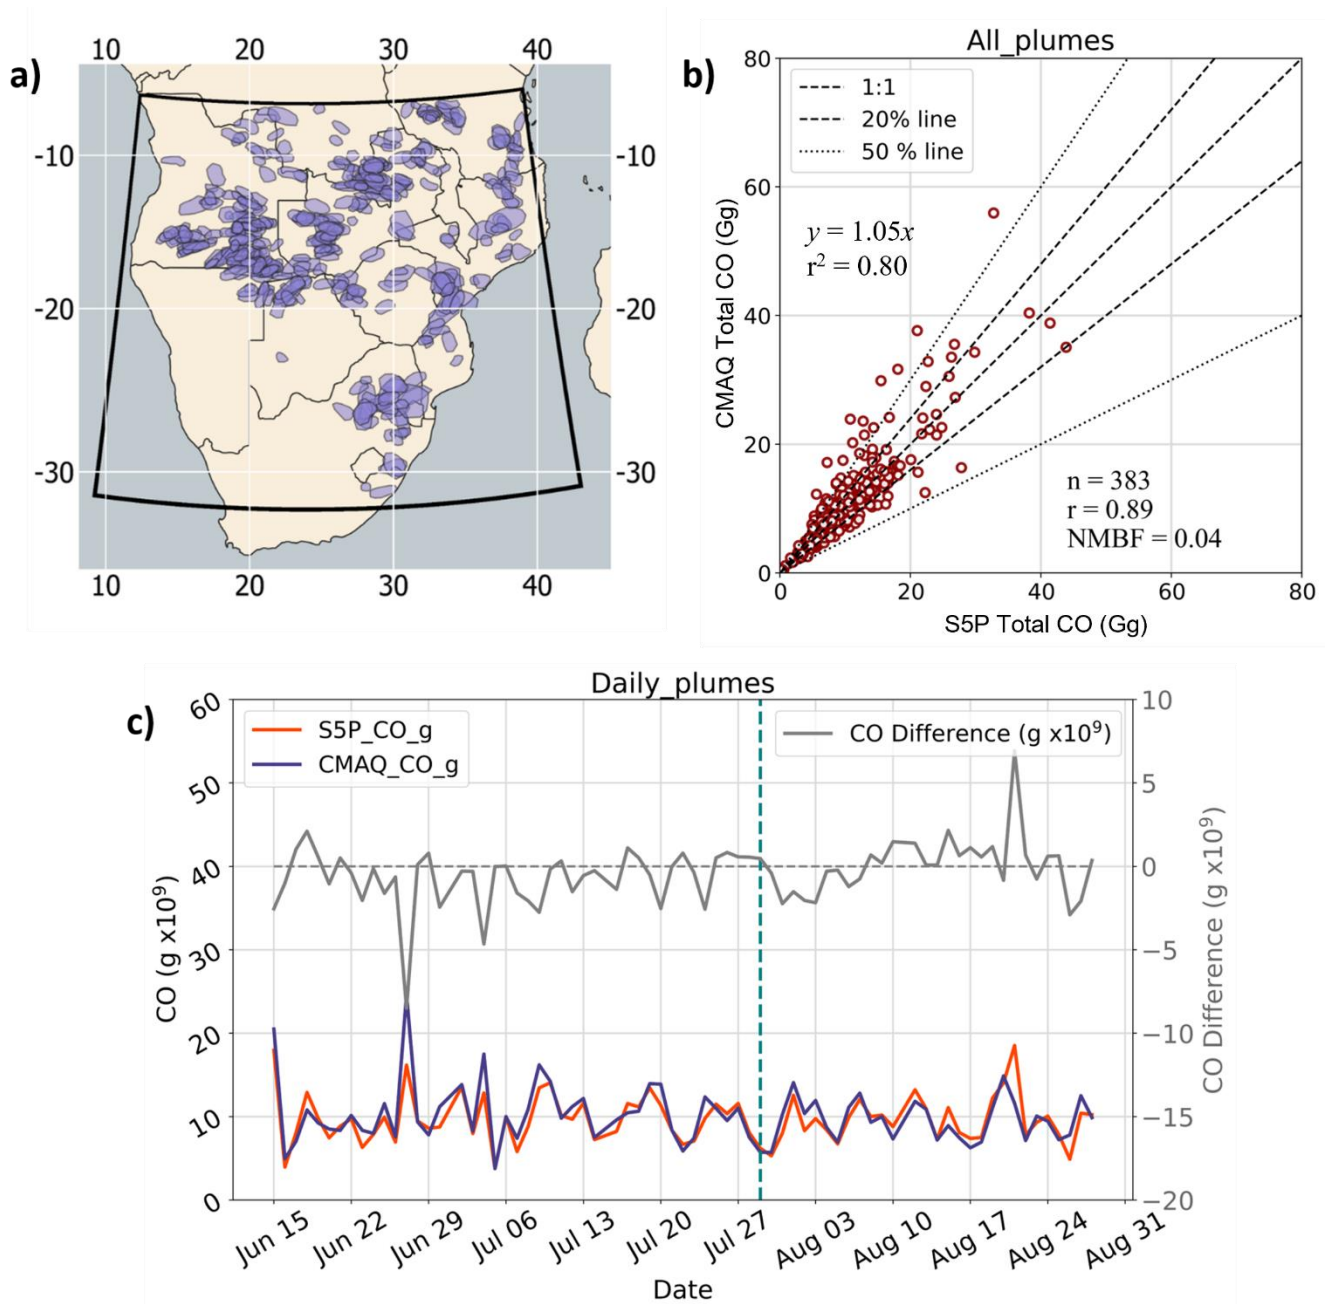 a)
10 20 30 40
-10 -10
-20 -20
-30 -30
10 20 30 40
b)
All_plumes
1:1
20% line
50 % line
y = 1.05x
r² = 0.80
n = 383
r = 0.89
NMBF = 0.04
80
60
40
20
0
CMAQ Total CO (Gg)
0 20 40 60 80
S5P Total CO (Gg)
c)
Daily_plumes
S5P_CO_g
CMAQ_CO_g
CO Difference (g x10⁹)
60
50
40
30
20
10
0
CO (g x10⁹)
10
5
0
−5
−10
−15
−20
CO Difference (g x10⁹)
Jun 15 Jun 22 Jun 29 Jul 06 Jul 13 Jul 20 Jul 27 Aug 03 Aug 10 Aug 17 Aug 24 Aug 31
Date